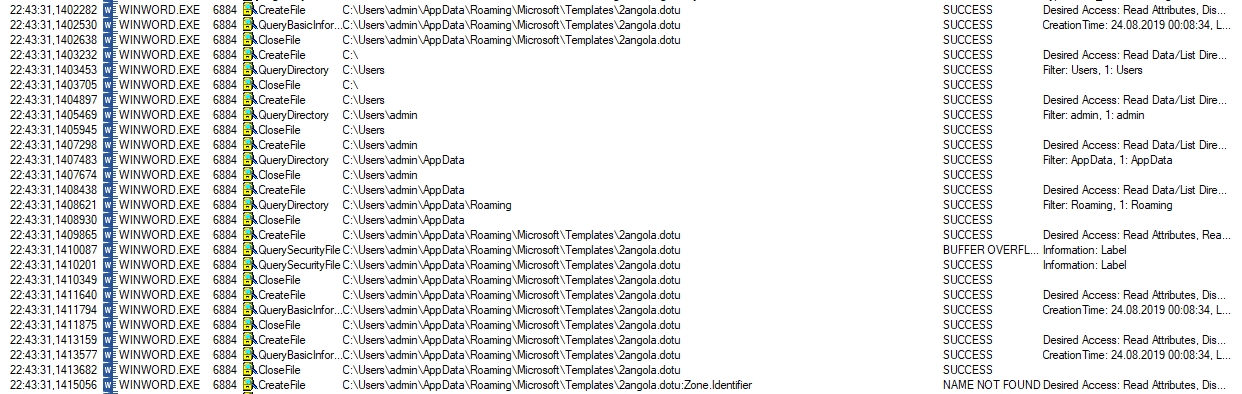 22:43:31,1402282 WINWORD.EXE 6884 CreateFile C:\Users\admin\AppData\Roaming\Microsoft\Templates\2angola.dotu SUCCESS Desired Access: Read Attributes, Dis...
22:43:31,1402530 WINWORD.EXE 6884 QueryBasicInfor... C:\Users\admin\AppData\Roaming\Microsoft\Templates\2angola.dotu SUCCESS CreationTime: 24.08.2019 00:08:34, L...
22:43:31,1402638 WINWORD.EXE 6884 CloseFile C:\Users\admin\AppData\Roaming\Microsoft\Templates\2angola.dotu SUCCESS
22:43:31,1403232 WINWORD.EXE 6884 CreateFile C:\ SUCCESS Desired Access: Read Data/List Dire...
22:43:31,1403453 WINWORD.EXE 6884 QueryDirectory C:\Users SUCCESS Filter: Users, 1: Users
22:43:31,1403705 WINWORD.EXE 6884 CloseFile C:\ SUCCESS
22:43:31,1404897 WINWORD.EXE 6884 CreateFile C:\Users SUCCESS Desired Access: Read Data/List Dire...
22:43:31,1405469 WINWORD.EXE 6884 QueryDirectory C:\Users\admin SUCCESS Filter: admin, 1: admin
22:43:31,1405945 WINWORD.EXE 6884 CloseFile C:\Users SUCCESS
22:43:31,1407298 WINWORD.EXE 6884 CreateFile C:\Users\admin SUCCESS Desired Access: Read Data/List Dire...
22:43:31,1407483 WINWORD.EXE 6884 QueryDirectory C:\Users\admin\AppData SUCCESS Filter: AppData, 1: AppData
22:43:31,1407674 WINWORD.EXE 6884 CloseFile C:\Users\admin SUCCESS
22:43:31,1408438 WINWORD.EXE 6884 CreateFile C:\Users\admin\AppData SUCCESS Desired Access: Read Data/List Dire...
22:43:31,1408621 WINWORD.EXE 6884 QueryDirectory C:\Users\admin\AppData\Roaming SUCCESS Filter: Roaming, 1: Roaming
22:43:31,1408930 WINWORD.EXE 6884 CloseFile C:\Users\admin\AppData SUCCESS
22:43:31,1409865 WINWORD.EXE 6884 CreateFile C:\Users\admin\AppData\Roaming\Microsoft\Templates\2angola.dotu SUCCESS Desired Access: Read Attributes, Rea...
22:43:31,1410087 WINWORD.EXE 6884 QuerySecurityFile C:\Users\admin\AppData\Roaming\Microsoft\Templates\2angola.dotu BUFFER OVERFL... Information: Label
22:43:31,1410201 WINWORD.EXE 6884 QuerySecurityFile C:\Users\admin\AppData\Roaming\Microsoft\Templates\2angola.dotu SUCCESS Information: Label
22:43:31,1410349 WINWORD.EXE 6884 CloseFile C:\Users\admin\AppData\Roaming\Microsoft\Templates\2angola.dotu SUCCESS
22:43:31,1411640 WINWORD.EXE 6884 CreateFile C:\Users\admin\AppData\Roaming\Microsoft\Templates\2angola.dotu SUCCESS Desired Access: Read Attributes, Dis...
22:43:31,1411794 WINWORD.EXE 6884 QueryBasicInfor... C:\Users\admin\AppData\Roaming\Microsoft\Templates\2angola.dotu SUCCESS CreationTime: 24.08.2019 00:08:34, L...
22:43:31,1411875 WINWORD.EXE 6884 CloseFile C:\Users\admin\AppData\Roaming\Microsoft\Templates\2angola.dotu SUCCESS
22:43:31,1413159 WINWORD.EXE 6884 CreateFile C:\Users\admin\AppData\Roaming\Microsoft\Templates\2angola.dotu SUCCESS Desired Access: Read Attributes, Dis...
22:43:31,1413577 WINWORD.EXE 6884 QueryBasicInfor... C:\Users\admin\AppData\Roaming\Microsoft\Templates\2angola.dotu SUCCESS CreationTime: 24.08.2019 00:08:34, L...
22:43:31,1413682 WINWORD.EXE 6884 CloseFile C:\Users\admin\AppData\Roaming\Microsoft\Templates\2angola.dotu SUCCESS
22:43:31,1415056 WINWORD.EXE 6884 CreateFile C:\Users\admin\AppData\Roaming\Microsoft\Templates\2angola.dotu:Zone.Identifier NAME NOT FOUND Desired Access: Read Attributes, Dis...